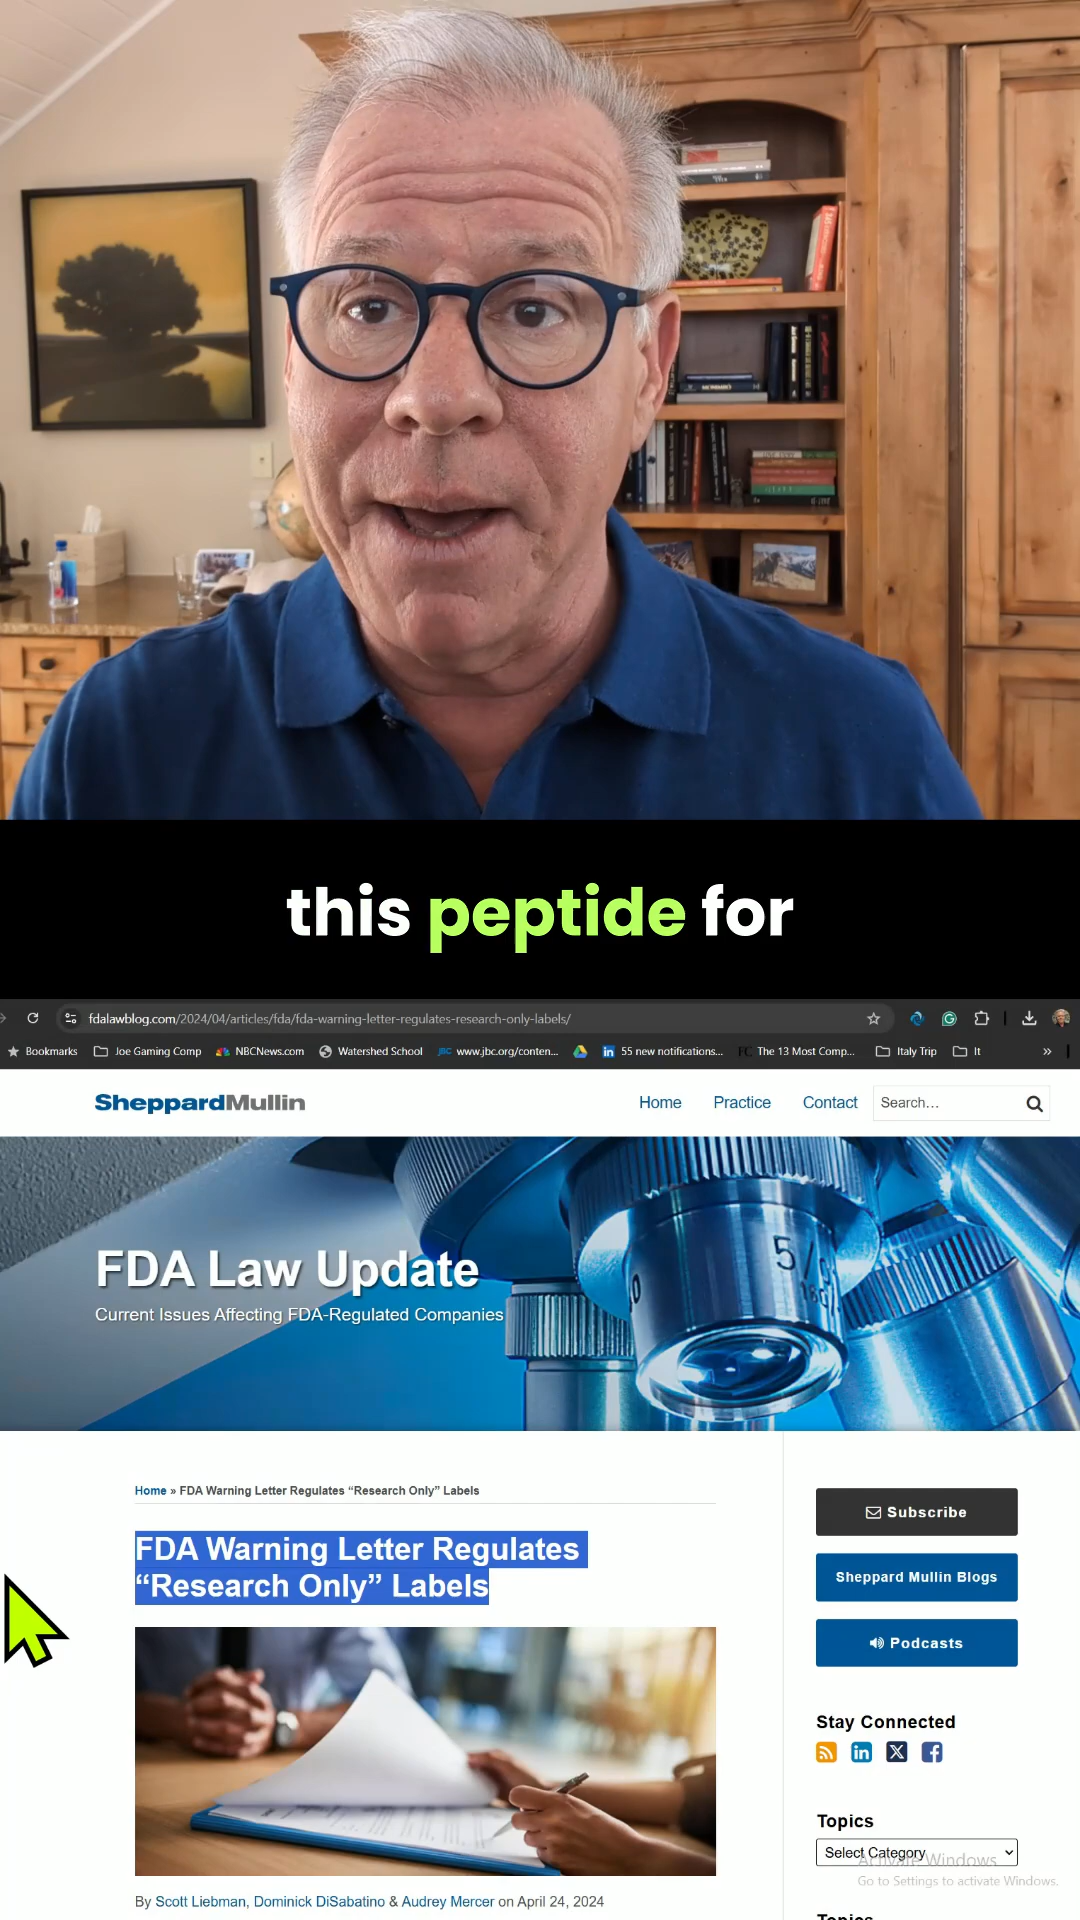 this peptide for
fdalawblog.com/2024/04/articles/fda/fda-warning-letter-regulates-research-only-labels/
Bookmarks Joe Gaming Comp NBCNews.com Watershed School JBC www.jbc.org/conten... 55 new notifications... FC The 13 Most Comp... Italy Trip It »
SheppardMullin
Home Practice Contact Search...
FDA Law Update
Current Issues Affecting FDA-Regulated Companies
Home » FDA Warning Letter Regulates “Research Only” Labels
FDA Warning Letter Regulates
“Research Only” Labels
By Scott Liebman, Dominick DiSabatino & Audrey Mercer on April 24, 2024
Subscribe
Sheppard Mullin Blogs
Podcasts
Stay Connected
Topics
Select Category
Activate Windows
Go to Settings to activate Windows.
Topics